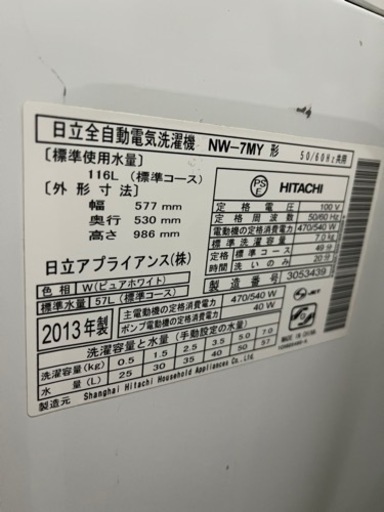 日立全自動電気洗濯機 NW-7MY 形
50/60Hz共用
〔標準使用水量〕
116L (標準コース)
〔外形寸法〕
幅 577 mm
奥行 530 mm
高さ 986 mm
日立アプライアンス(株)
色相 W(ピュアホワイト)
標準水量 57L(標準コース)
PSE HITACHI
定格電圧 100 V
定格周波数 50/60 Hz
電動機の定格消費電力 470/540 W
標準洗濯容量 7.0 kg
定格時間 標準コース 49分
洗いのみ 20分
製造番号 3053439
2013年製
主電動機の定格消費電力 470/540 W
ポンプ電動機の定格消費電力 40 W
JET
MADE IN CHINA
洗濯容量と水量 (手動設定の水量)
洗濯容量(kg) 0.5 1.5 2.5 3.5 5.0 7.0
水量(L) 25 30 35 40 50 57
製造元 Shanghai Hitachi Household Appliances Co.,Ltd.